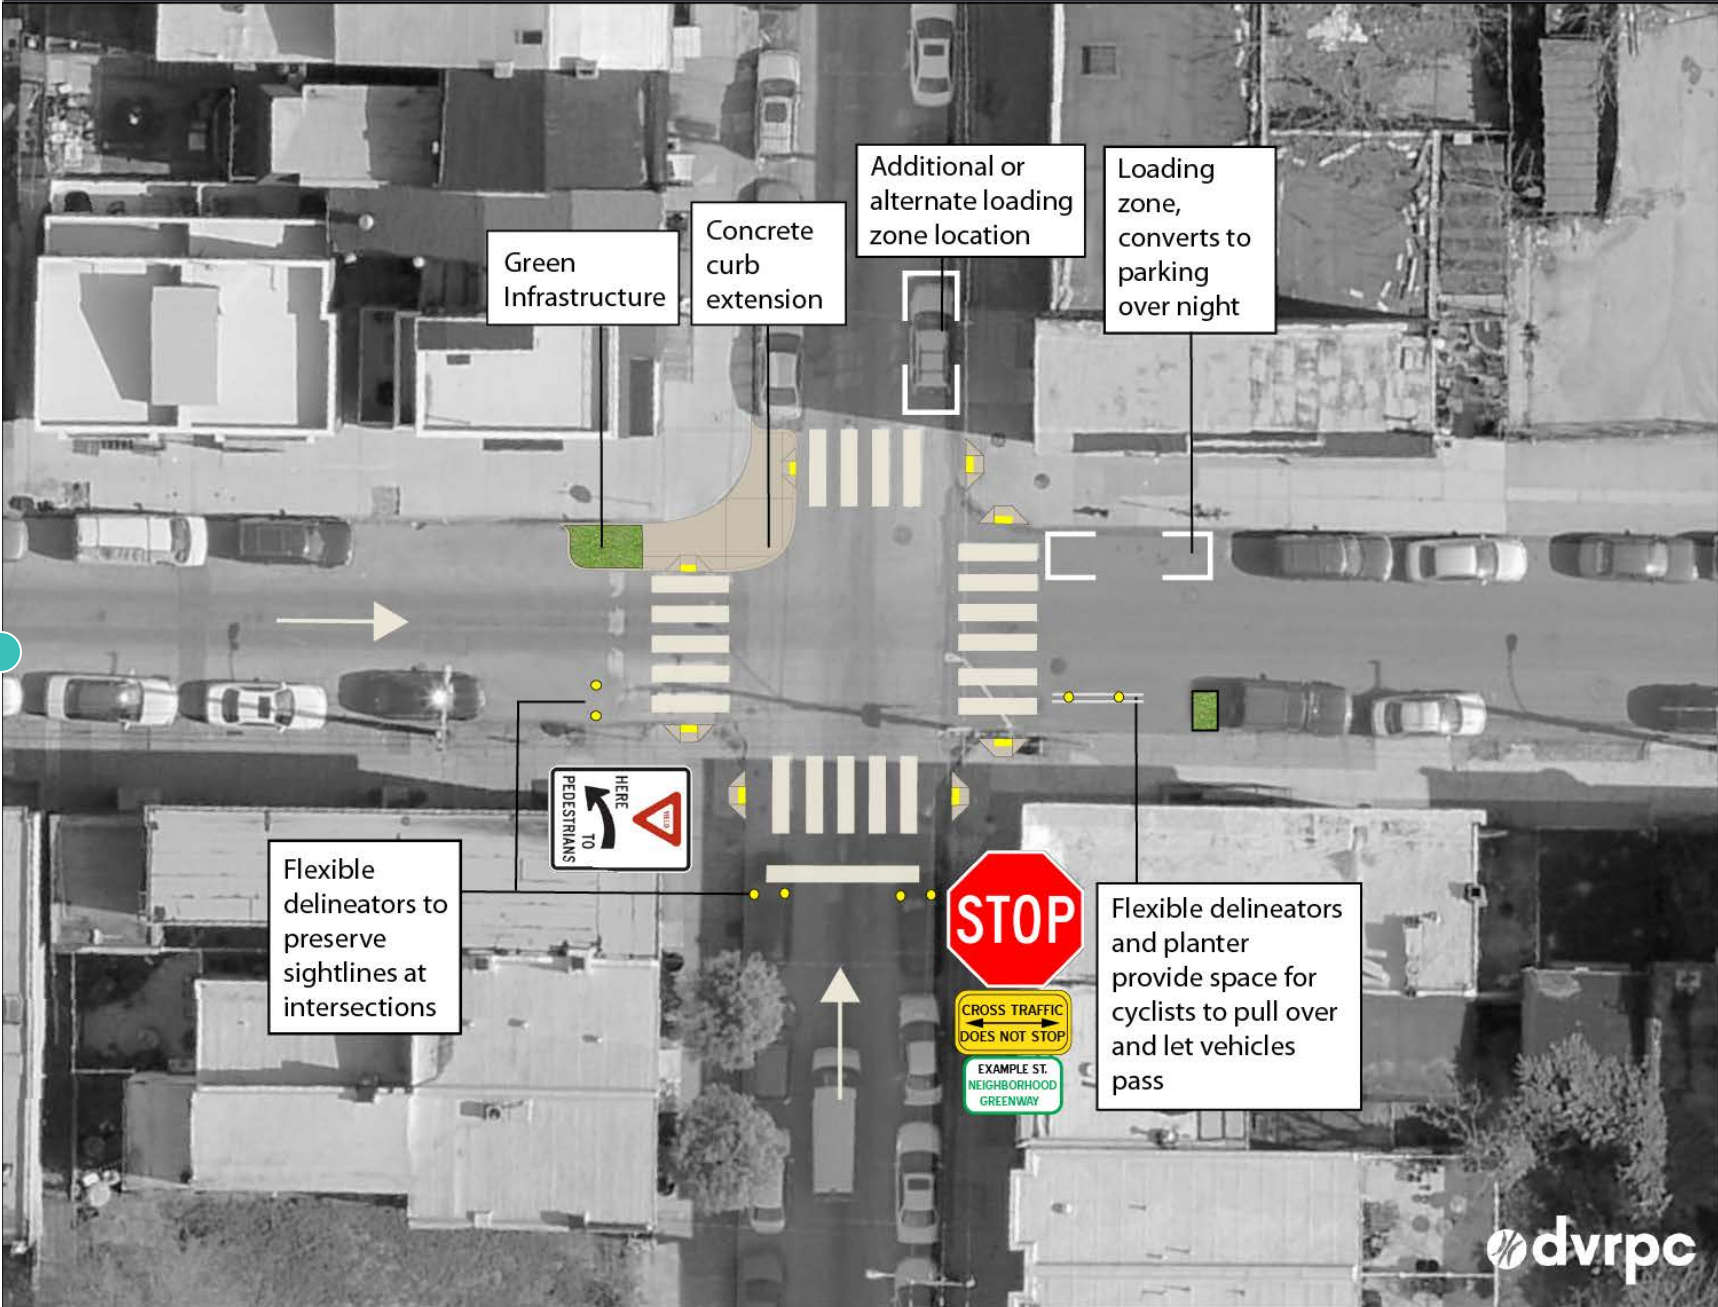 Additional or
alternate loading
zone location
Loading
zone,
converts to
parking
over night
Concrete
curb
extension
Green
Infrastructure
HERE
TO
PEDESTRIANS
YIELD
Flexible
delineators to
preserve
sightlines at
intersections
STOP
CROSS TRAFFIC
DOES NOT STOP
EXAMPLE ST.
NEIGHBORHOOD
GREENWAY
Flexible delineators
and planter
provide space for
cyclists to pull over
and let vehicles
pass
dvrpc